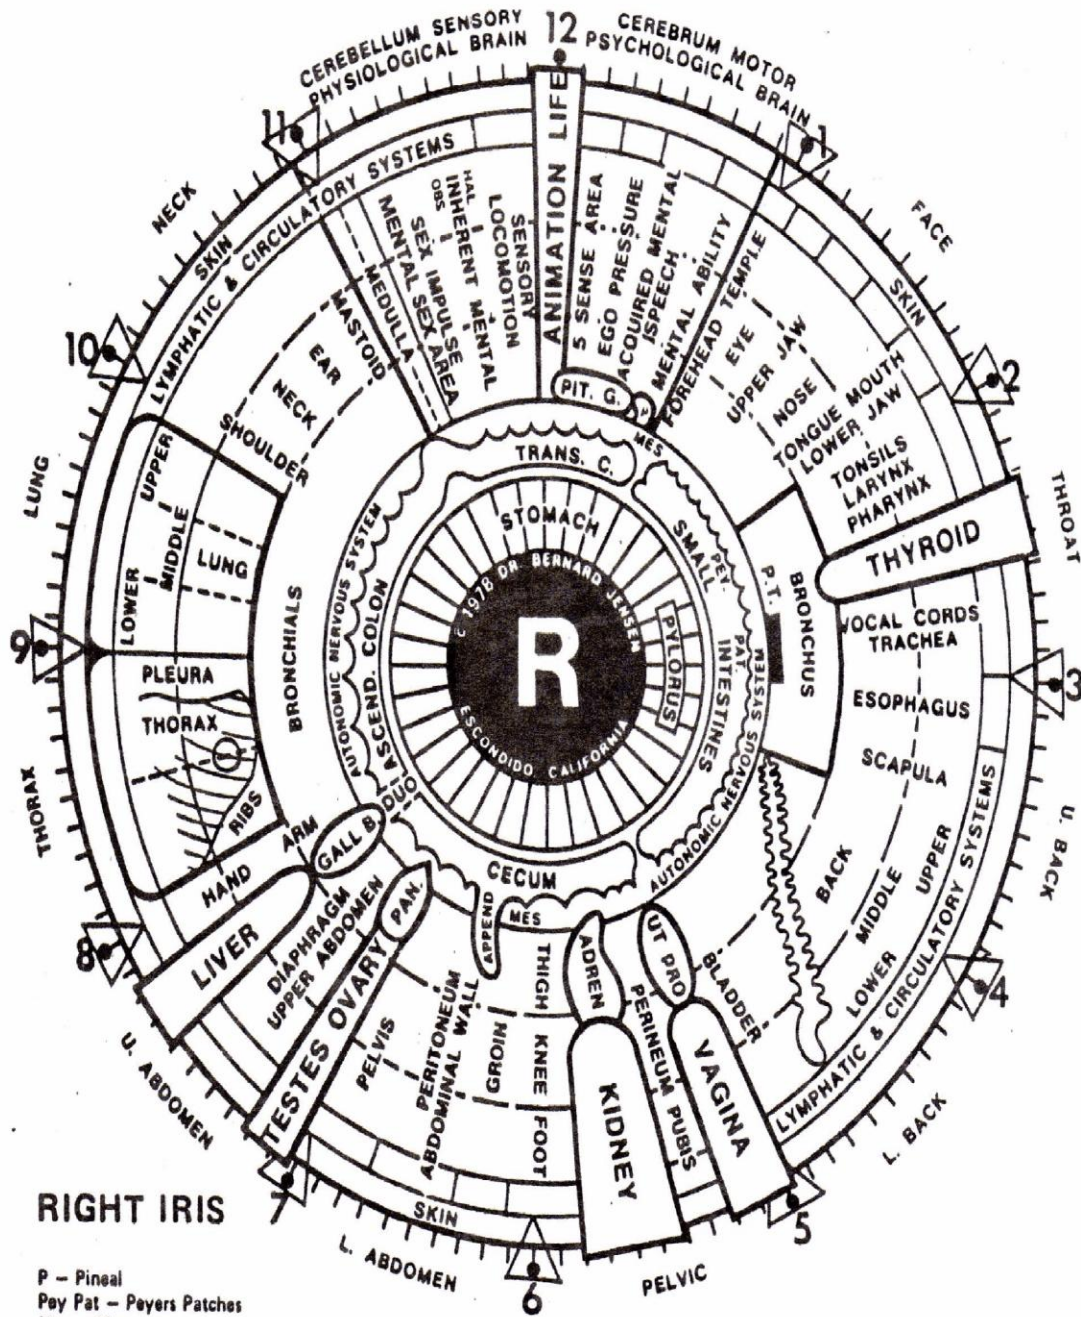 CEREBELLUM SENSORY
PHYSIOLOGICAL BRAIN
12
CEREBRUM MOTOR
PSYCHOLOGICAL BRAIN
1
FACE
2
THROAT
3
U. BACK
4
L. BACK
5
PELVIC
6
L. ABDOMEN
7
U. ABDOMEN
8
THORAX
9
LUNG
10
NECK
11
SKIN
LYMPHATIC & CIRCULATORY SYSTEMS
SKIN
LYMPHATIC & CIRCULATORY SYSTEMS
SKIN
ANIMATION LIFE
5 SENSE AREA
EGO PRESSURE
ACQUIRED MENTAL
SPEECH
MENTAL ABILITY
FOREHEAD TEMPLE
PIT. G.
P
EYE
UPPER JAW
NOSE
TONGUE MOUTH
LOWER JAW
TONSILS
LARYNX
PHARYNX
THYROID
VOCAL CORDS
TRACHEA
ESOPHAGUS
SCAPULA
BRONCHUS
P.T.
BACK
UPPER
MIDDLE
LOWER
BLADDER
UT PRO
VAGINA
PERINEUM PUBIS
ADREN
KIDNEY
THIGH
KNEE
FOOT
GROIN
APPEND
PERITONEUM
ABDOMINAL WALL
PELVIS
PAN.
TESTES OVARY
DIAPHRAGM
UPPER ABDOMEN
GALL B
LIVER
ARM
HAND
RIBS
THORAX
PLEURA
LOWER
MIDDLE
UPPER
LUNG
BRONCHIALS
SHOULDER
NECK
EAR
MASTOID
MEDULLA
MENTAL SEX AREA
SEX IMPULSE
INHERENT MENTAL
OBS
HAL
LOCOMOTION
SENSORY
AUTONOMIC NERVOUS SYSTEM
AUTONOMIC NERVOUS SYSTEM
MES
TRANS. C.
SMALL
INTESTINES
PEY.
PAT.
MES
CECUM
DUO
ASCEND. COLON
STOMACH
PYLORUS
C 1978 DR. BERNARD JENSEN
R
ESCONDIDO CALIFORNIA
RIGHT IRIS
P – Pineal
Pey Pat – Peyers Patches